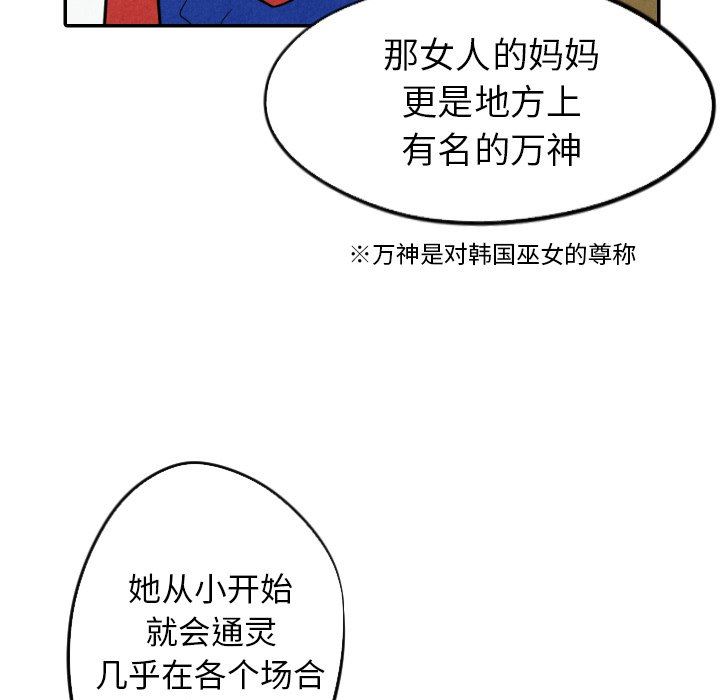 那女人的妈妈
更是地方上
有名的万神
※万神是对韩国巫女的尊称
她从小开始
就会通灵
几乎在各个场合